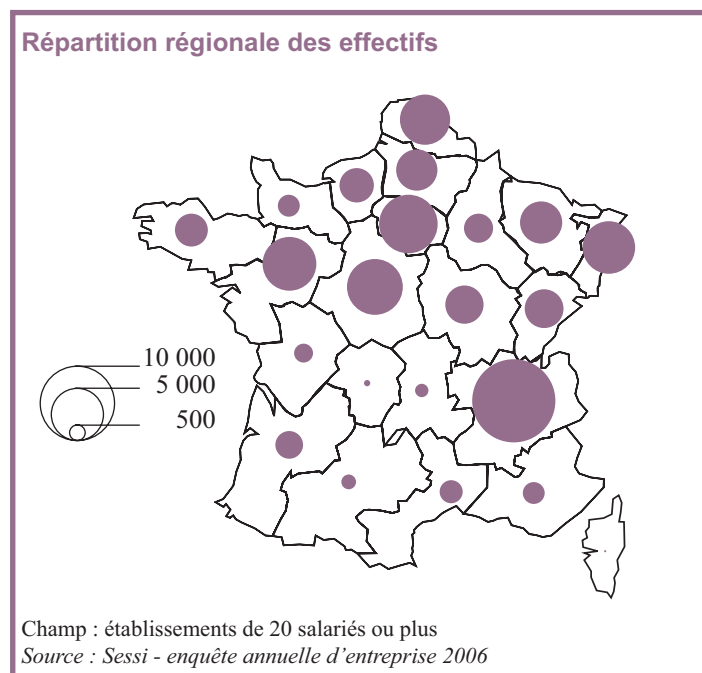 Répartition régionale des effectifs
10 000
5 000
500
Champ : établissements de 20 salariés ou plus
Source : Sessi - enquête annuelle d’entreprise 2006